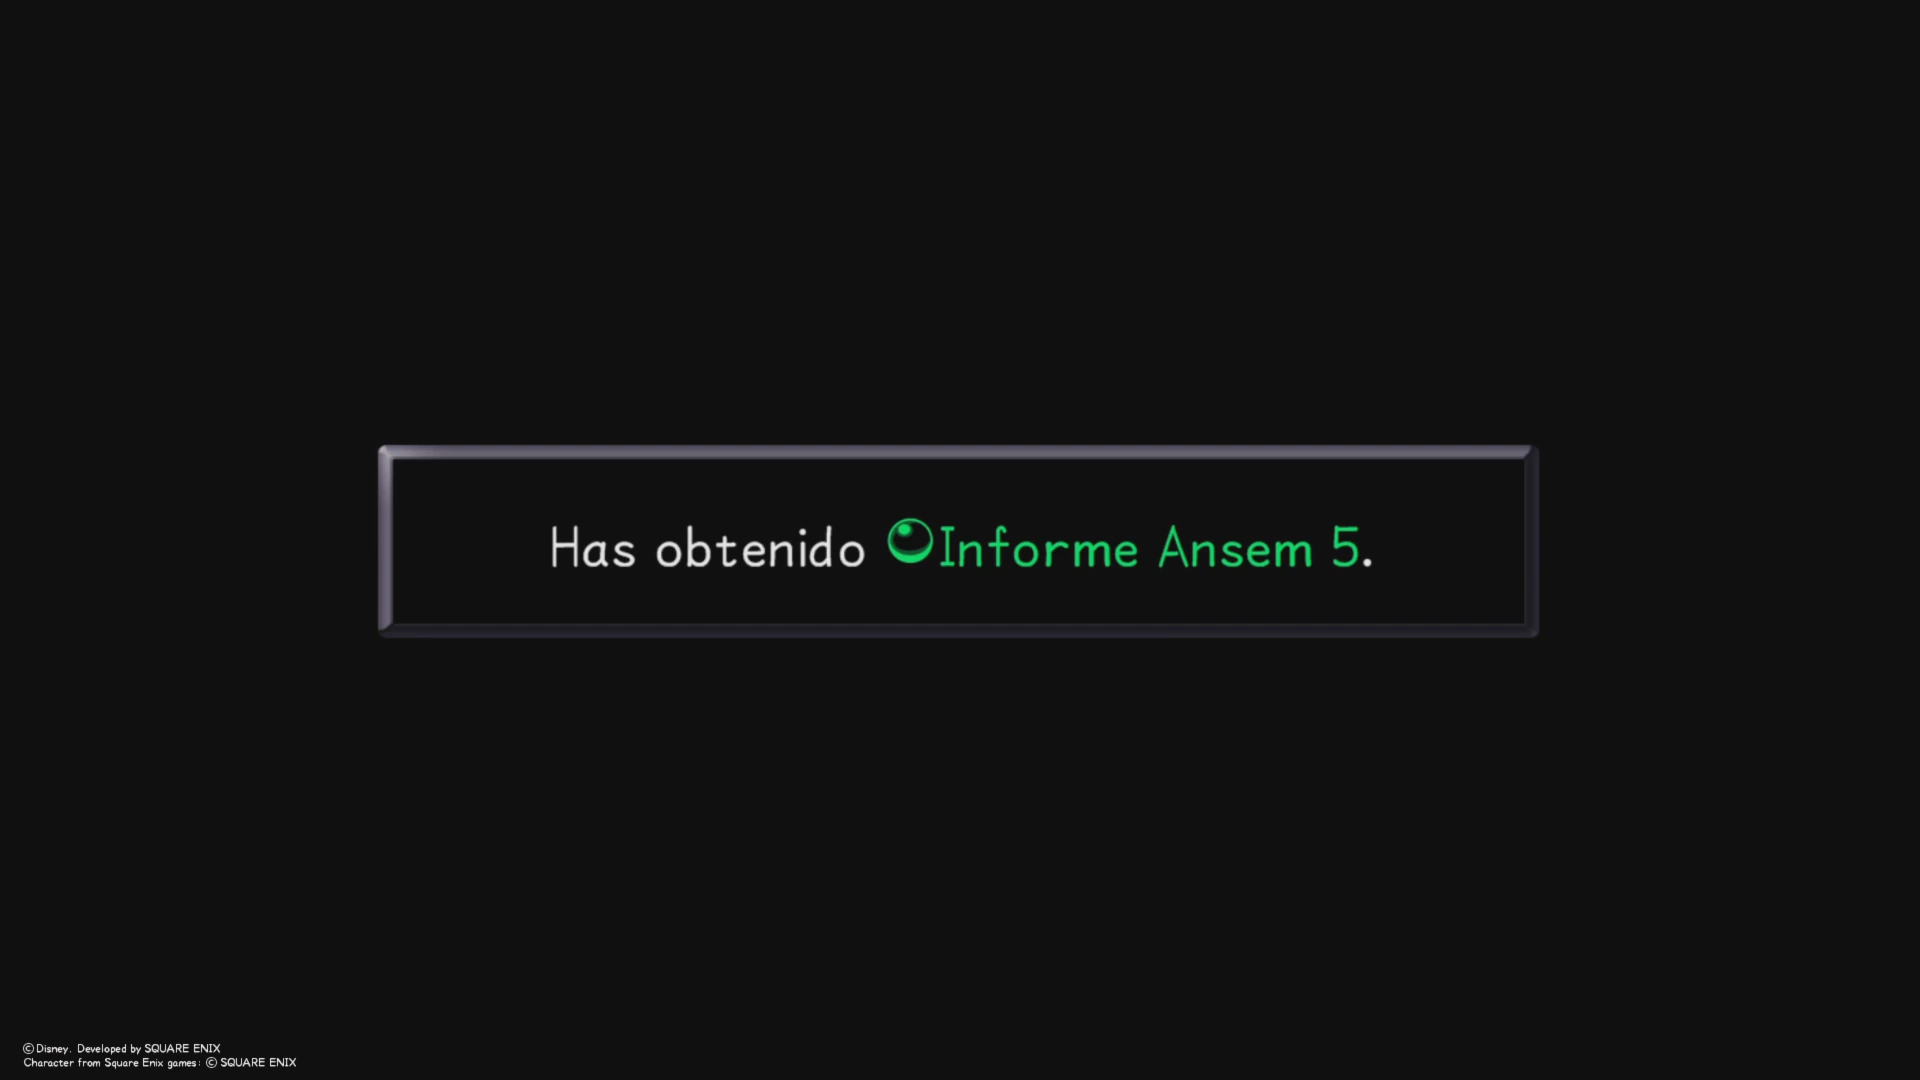 Has obtenido Informe Ansem 5.
©Disney. Developed by SQUARE ENIX
Character from Square Enix games: © SQUARE ENIX